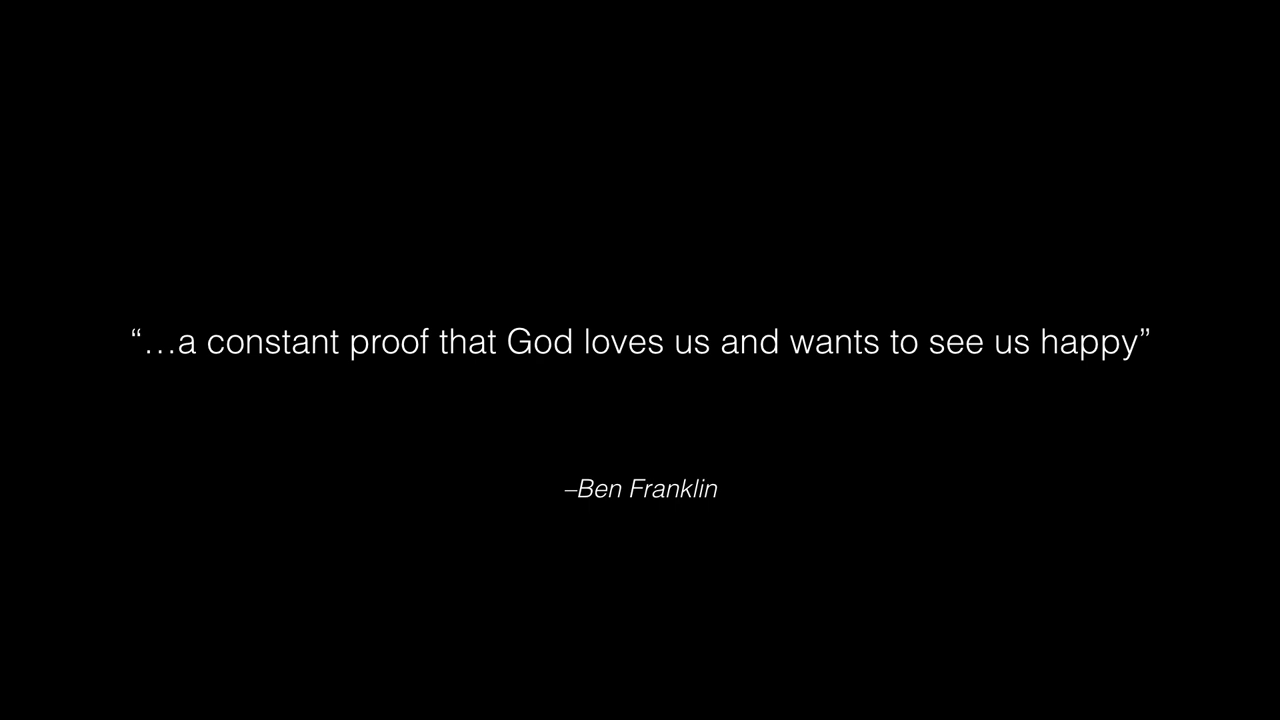 “…a constant proof that God loves us and wants to see us happy”
–Ben Franklin